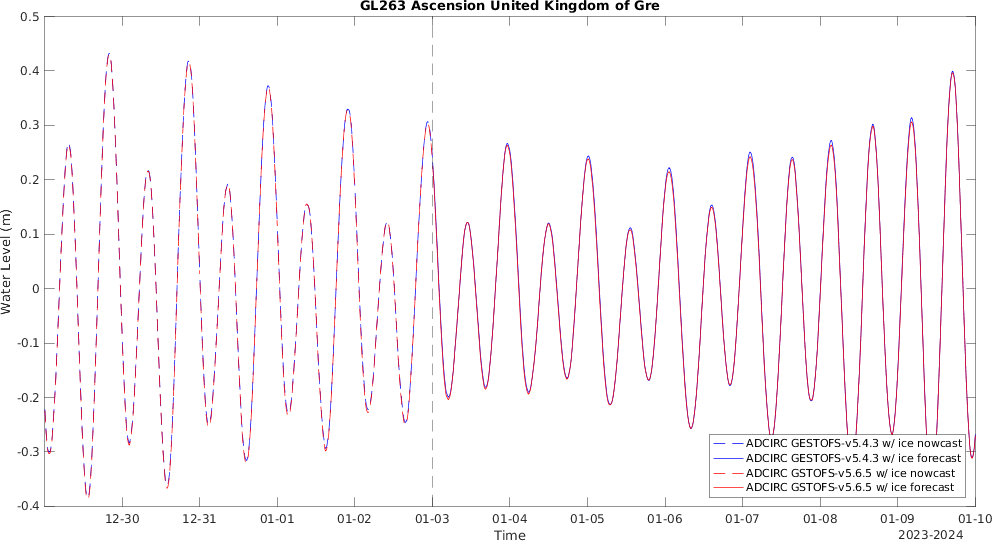 GL263 Ascension United Kingdom of Gre
0.5
0.4
0.3
0.2
0.1
0
-0.1
-0.2
-0.3
-0.4
Water Level (m)
12-30 12-31 01-01 01-02 01-03 01-04 01-05 01-06 01-07 01-08 01-09 01-10
Time
2023-2024
ADCIRC GESTOFS-v5.4.3 w/ ice nowcast
ADCIRC GESTOFS-v5.4.3 w/ ice forecast
ADCIRC GSTOFS-v5.6.5 w/ ice nowcast
ADCIRC GSTOFS-v5.6.5 w/ ice forecast